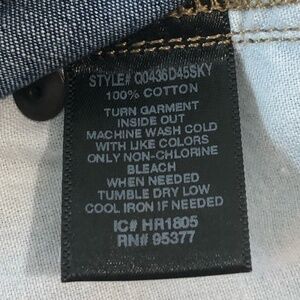 STYLE# Q0436D45SKY
100% COTTON
TURN GARMENT
INSIDE OUT
MACHINE WASH COLD
WITH LIKE COLORS
ONLY NON-CHLORINE
BLEACH
WHEN NEEDED
TUMBLE DRY LOW
COOL IRON IF NEEDED
IC# HR1805
RN# 95377